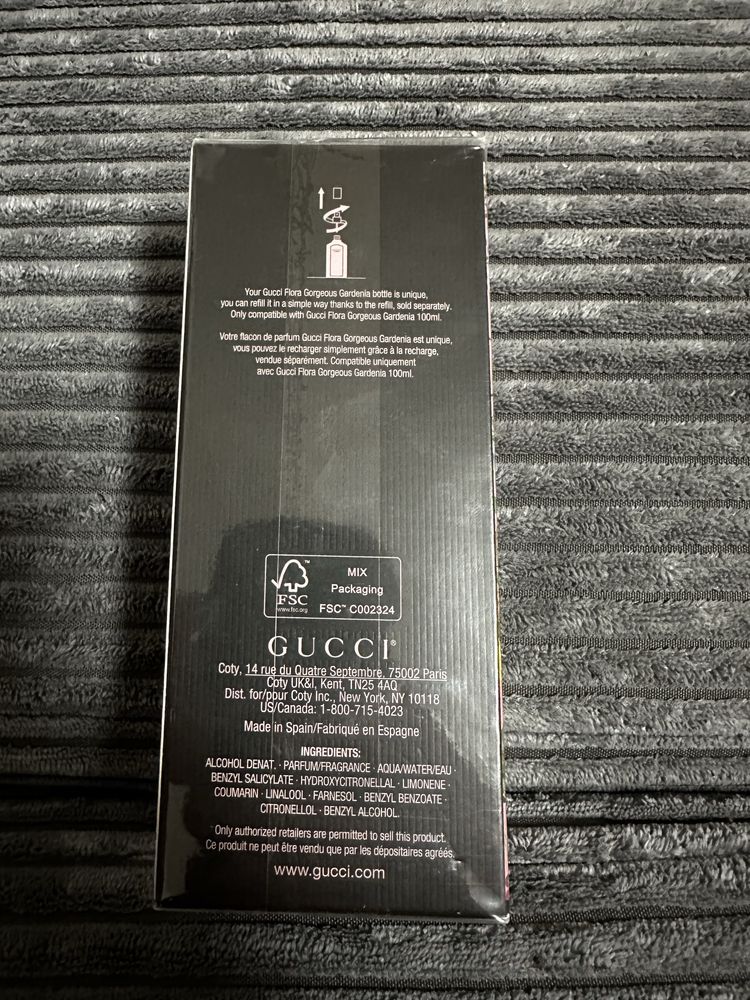 Your Gucci Flora Gorgeous Gardenia bottle is unique,
you can refill it in a simple way thanks to the refill, sold separately.
Only compatible with Gucci Flora Gorgeous Gardenia 100ml.
Votre flacon de parfum Gucci Flora Gorgeous Gardenia est unique,
vous pouvez le recharger simplement grâce à la recharge,
vendue séparément. Compatible uniquement
avec Gucci Flora Gorgeous Gardenia 100ml.
FSC™
www.fsc.org
MIX
Packaging
FSC™ C002324
GUCCI®
Coty, 14 rue du Quatre Septembre, 75002 Paris
Coty UK&I, Kent, TN25 4AQ
Dist. for/pour Coty Inc., New York, NY 10118
US/Canada: 1-800-715-4023
Made in Spain/Fabriqué en Espagne
INGREDIENTS:
ALCOHOL DENAT. · PARFUM/FRAGRANCE · AQUA/WATER/EAU ·
BENZYL SALICYLATE · HYDROXYCITRONELLAL · LIMONENE ·
COUMARIN · LINALOOL · FARNESOL · BENZYL BENZOATE ·
CITRONELLOL · BENZYL ALCOHOL.
Only authorized retailers are permitted to sell this product.
Ce produit ne peut être vendu que par les dépositaires agréés.
www.gucci.com